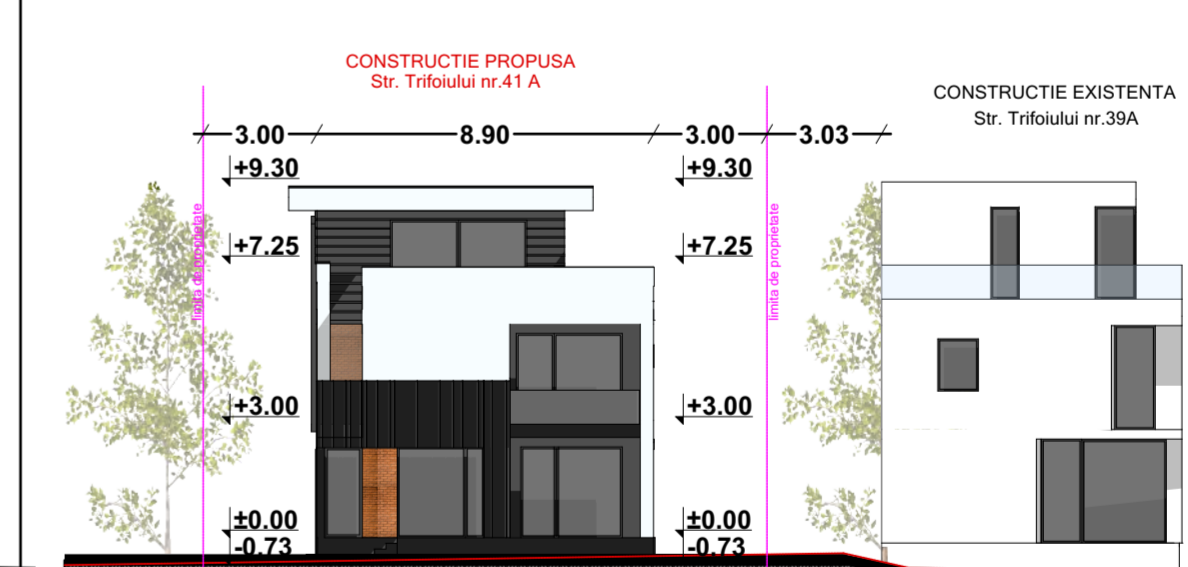 CONSTRUCTIE PROPUSA
Str. Trifoiului nr.41 A
CONSTRUCTIE EXISTENTA
Str. Trifoiului nr.39A
3.00 8.90 3.00 3.03
+9.30 +9.30
limita de proprietate limita de proprietate
+7.25 +7.25
+3.00 +3.00
±0.00 ±0.00
-0.73 -0.73